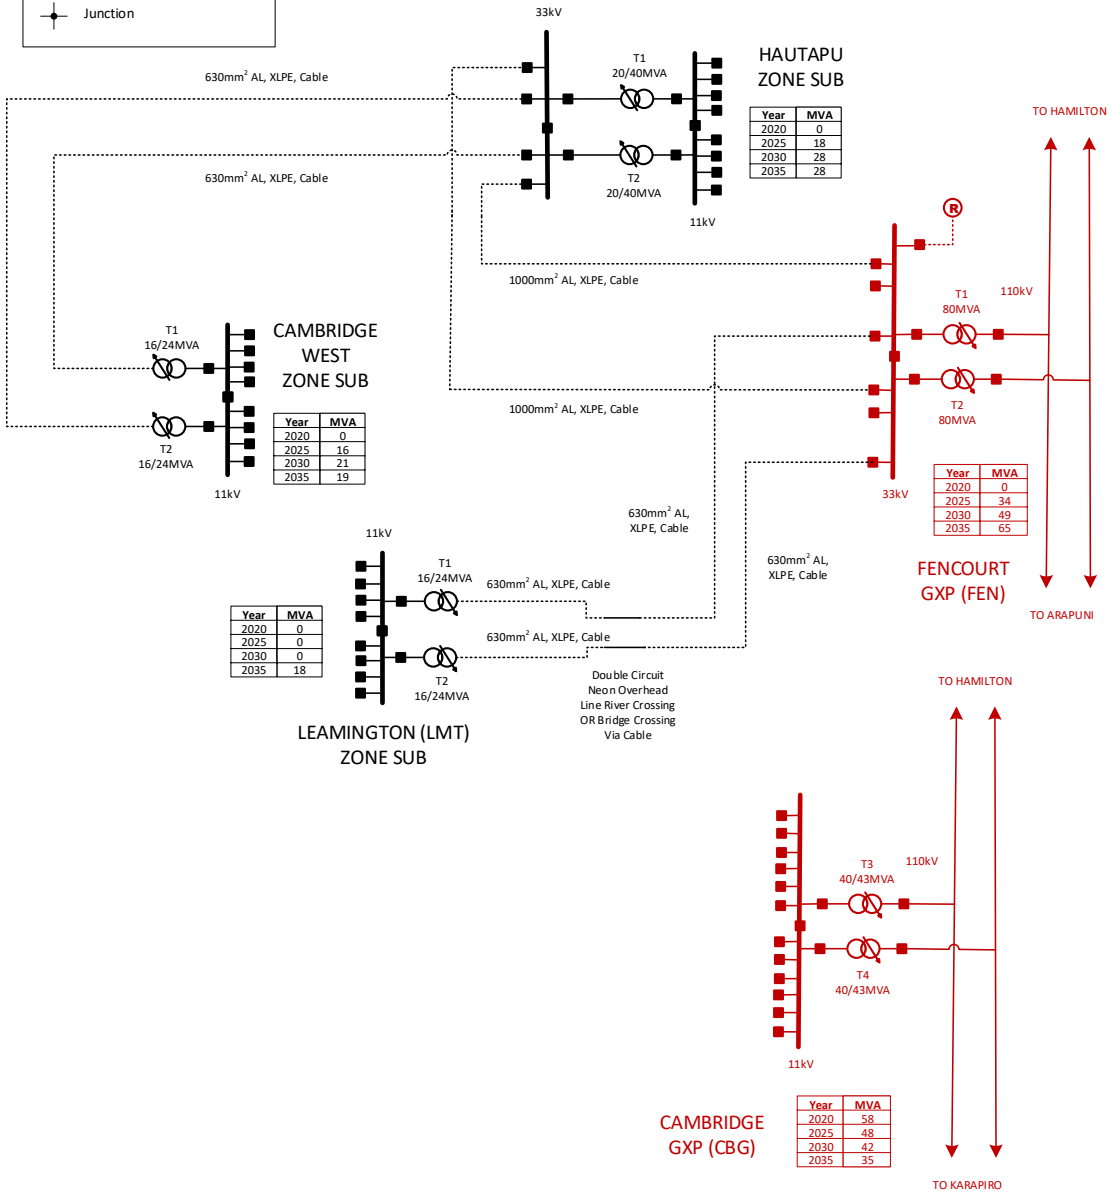 Junction
33kV
630mm² AL, XLPE, Cable
T1
20/40MVA
HAUTAPU
ZONE SUB
Year MVA
2020 0
2025 18
2030 28
2035 28
630mm² AL, XLPE, Cable
T2
20/40MVA
11kV
TO HAMILTON
R
1000mm² AL, XLPE, Cable
T1
80MVA
110kV
T2
80MVA
1000mm² AL, XLPE, Cable
33kV
Year MVA
2020 0
2025 34
2030 49
2035 65
FENCOURT
GXP (FEN)
TO ARAPUNI
T1
16/24MVA
CAMBRIDGE
WEST
ZONE SUB
T2
16/24MVA
Year MVA
2020 0
2025 16
2030 21
2035 19
11kV
630mm² AL,
XLPE, Cable
630mm² AL,
XLPE, Cable
11kV
T1
16/24MVA
630mm² AL, XLPE, Cable
Year MVA
2020 0
2025 0
2030 0
2035 18
630mm² AL, XLPE, Cable
T2
16/24MVA
LEAMINGTON (LMT)
ZONE SUB
Double Circuit
Neon Overhead
Line River Crossing
OR Bridge Crossing
Via Cable
TO HAMILTON
T3
40/43MVA
110kV
T4
40/43MVA
11kV
CAMBRIDGE
GXP (CBG)
Year MVA
2020 58
2025 48
2030 42
2035 35
TO KARAPIRO